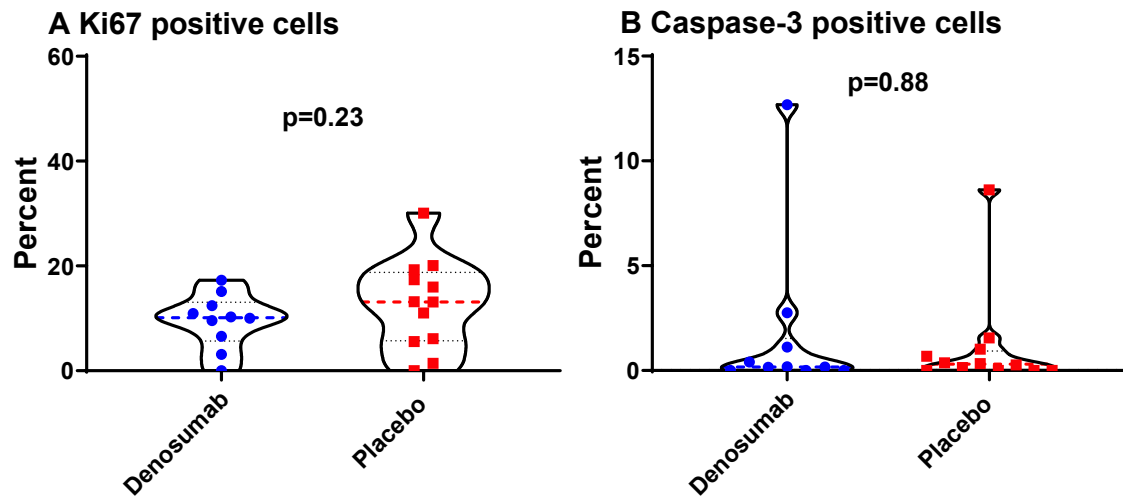 A Ki67 positive cells
60
40
20
0
Percent
p=0.23
Denosumab
Placebo
B Caspase-3 positive cells
15
10
5
0
Percent
p=0.88
Denosumab
Placebo